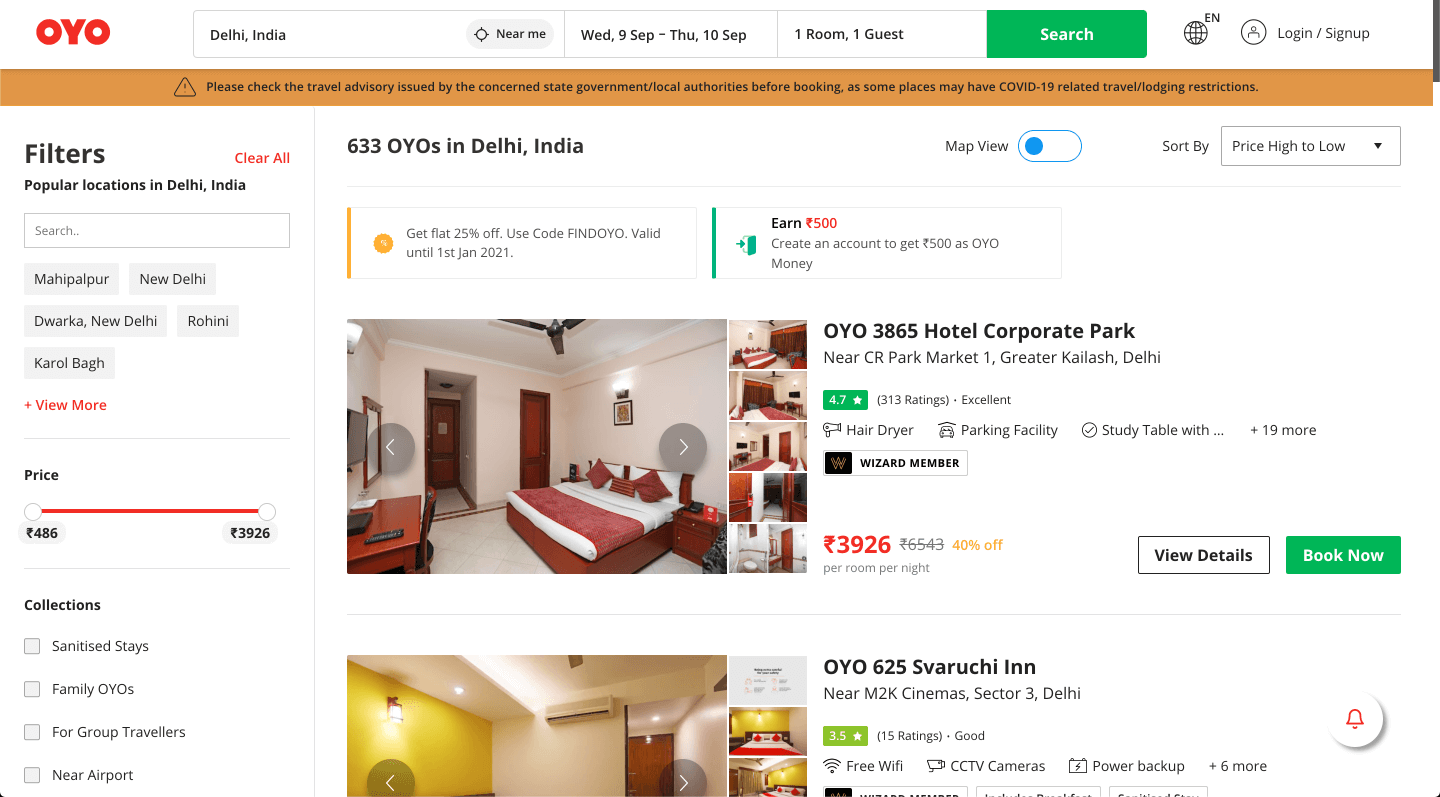 OYO
Delhi, India
Near me
Wed, 9 Sep – Thu, 10 Sep
1 Room, 1 Guest
Search
EN
Login / Signup
Please check the travel advisory issued by the concerned state government/local authorities before booking, as some places may have COVID-19 related travel/lodging restrictions.
Filters
Clear All
Popular locations in Delhi, India
Search..
Mahipalpur
New Delhi
Dwarka, New Delhi
Rohini
Karol Bagh
+ View More
Price
₹486
₹3926
Collections
Sanitised Stays
Family OYOs
For Group Travellers
Near Airport
633 OYOs in Delhi, India
Map View
Sort By
Price High to Low
Get flat 25% off. Use Code FINDOYO. Valid
until 1st Jan 2021.
Earn ₹500
Create an account to get ₹500 as OYO
Money
OYO 3865 Hotel Corporate Park
Near CR Park Market 1, Greater Kailash, Delhi
4.7 ★ (313 Ratings) · Excellent
Hair Dryer
Parking Facility
Study Table with ...
+ 19 more
WIZARD MEMBER
₹3926 ₹6543 40% off
per room per night
View Details
Book Now
OYO 625 Svaruchi Inn
Near M2K Cinemas, Sector 3, Delhi
3.5 ★ (15 Ratings) · Good
Free Wifi
CCTV Cameras
Power backup
+ 6 more
WIZARD MEMBER
Includes Breakfast
Sanitised Stay